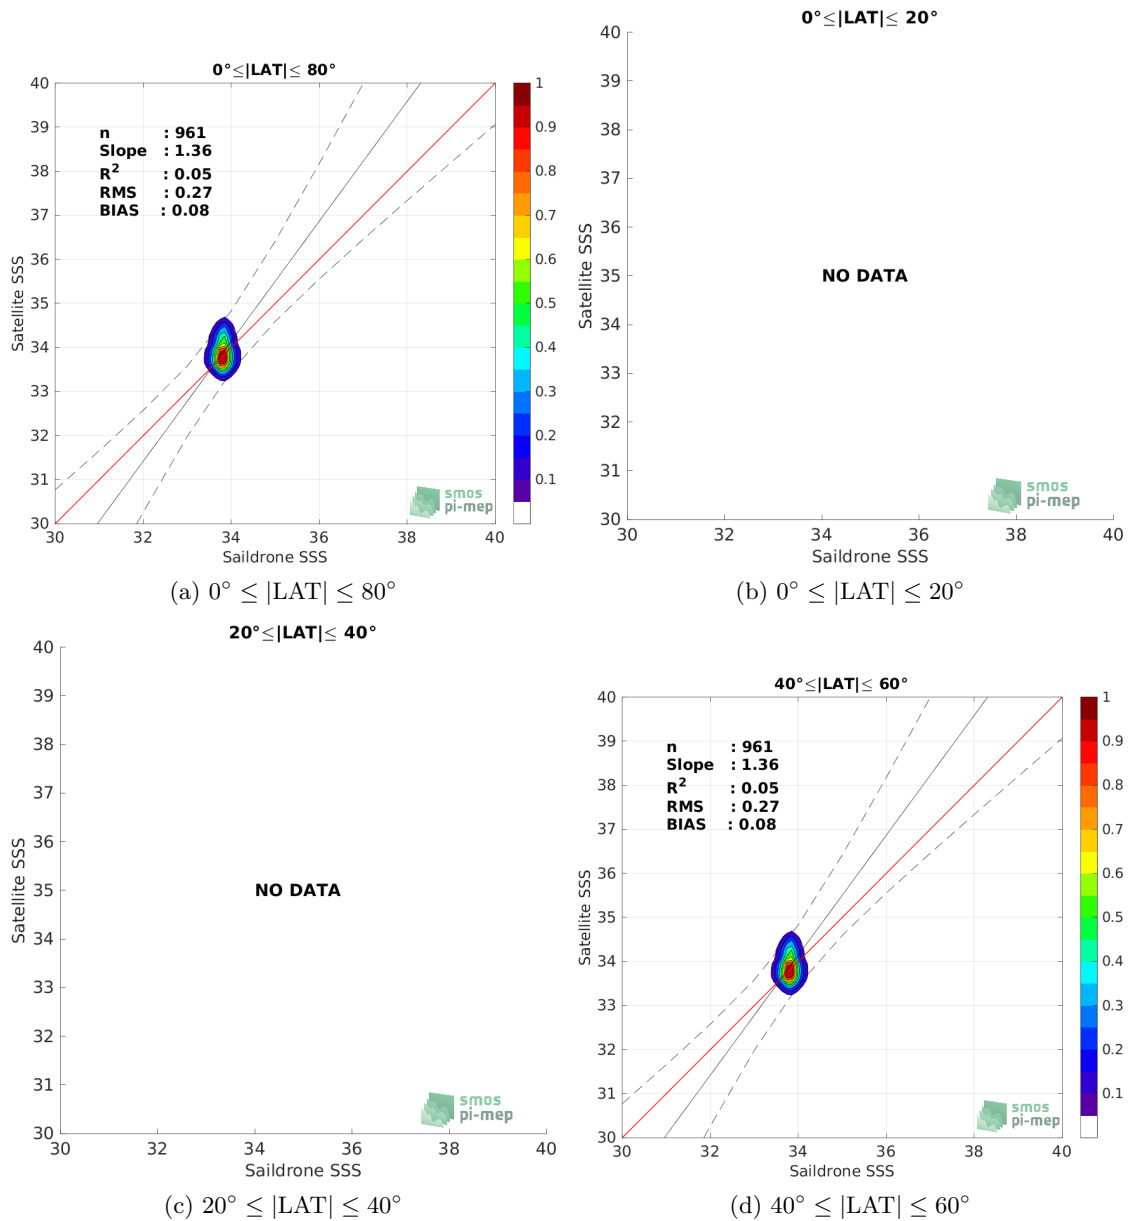 0°≤|LAT|≤ 80°
40
39
38
37
36
35
34
33
32
31
30
30 32 34 36 38 40
Satellite SSS
Saildrone SSS
n : 961
Slope : 1.36
R² : 0.05
RMS : 0.27
BIAS : 0.08
smos
pi-mep
1
0.9
0.8
0.7
0.6
0.5
0.4
0.3
0.2
0.1
(a) 0° ≤ |LAT| ≤ 80°
0°≤|LAT|≤ 20°
40
39
38
37
36
35
34
33
32
31
30
30 32 34 36 38 40
Satellite SSS
Saildrone SSS
NO DATA
smos
pi-mep
(b) 0° ≤ |LAT| ≤ 20°
20°≤|LAT|≤ 40°
40
39
38
37
36
35
34
33
32
31
30
30 32 34 36 38 40
Satellite SSS
Saildrone SSS
NO DATA
smos
pi-mep
(c) 20° ≤ |LAT| ≤ 40°
40°≤|LAT|≤ 60°
40
39
38
37
36
35
34
33
32
31
30
30 32 34 36 38 40
Satellite SSS
Saildrone SSS
n : 961
Slope : 1.36
R² : 0.05
RMS : 0.27
BIAS : 0.08
smos
pi-mep
1
0.9
0.8
0.7
0.6
0.5
0.4
0.3
0.2
0.1
(d) 40° ≤ |LAT| ≤ 60°